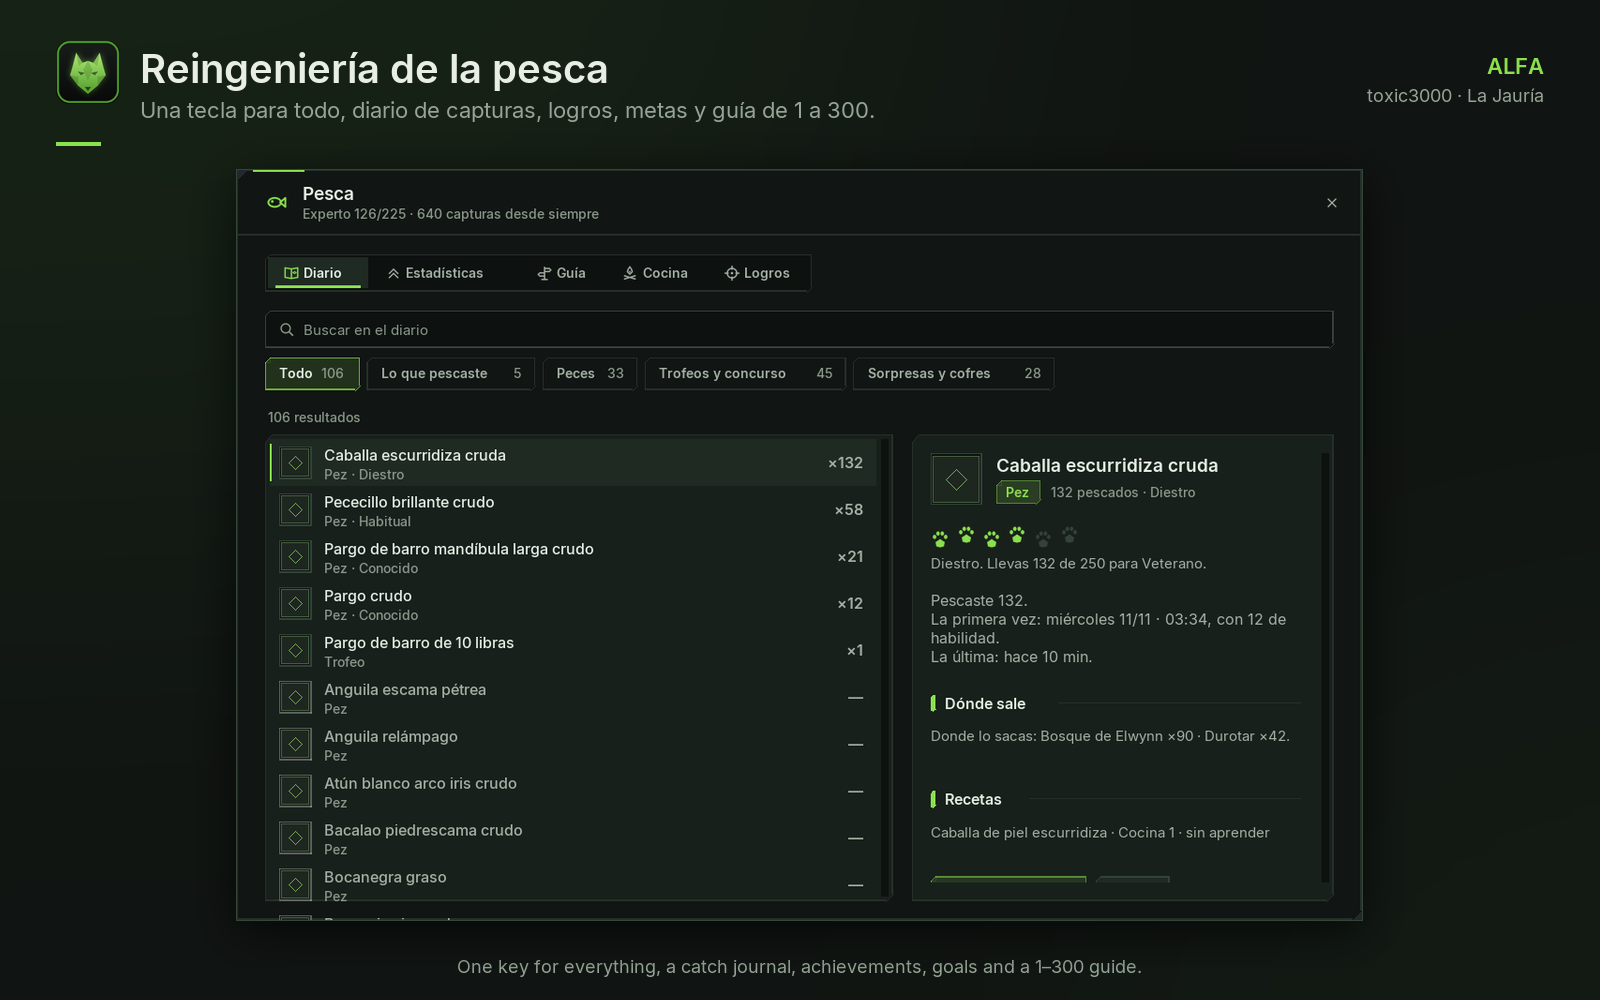 Reingeniería de la pesca
Una tecla para todo, diario de capturas, logros, metas y guía de 1 a 300.
ALFA
toxic3000 · La Jauría
Pesca
Experto 126/225 · 640 capturas desde siempre
×
Diario
Estadísticas
Guía
Cocina
Logros
Buscar en el diario
Todo 106
Lo que pescaste 5
Peces 33
Trofeos y concurso 45
Sorpresas y cofres 28
106 resultados
Caballa escurridiza cruda
Pez · Diestro
×132
Pececillo brillante crudo
Pez · Habitual
×58
Pargo de barro mandíbula larga crudo
Pez · Conocido
×21
Pargo crudo
Pez · Conocido
×12
Pargo de barro de 10 libras
Trofeo
×1
Anguila escama pétrea
Pez
—
Anguila relámpago
Pez
—
Atún blanco arco iris crudo
Pez
—
Bacalao piedrescama crudo
Pez
—
Bocanegra graso
Pez
—
Caballa escurridiza cruda
Pez
132 pescados · Diestro
Diestro. Llevas 132 de 250 para Veterano.
Pescaste 132.
La primera vez: miércoles 11/11 · 03:34, con 12 de
habilidad.
La última: hace 10 min.
Dónde sale
Donde lo sacas: Bosque de Elwynn ×90 · Durotar ×42.
Recetas
Caballa de piel escurridiza · Cocina 1 · sin aprender
One key for everything, a catch journal, achievements, goals and a 1–300 guide.